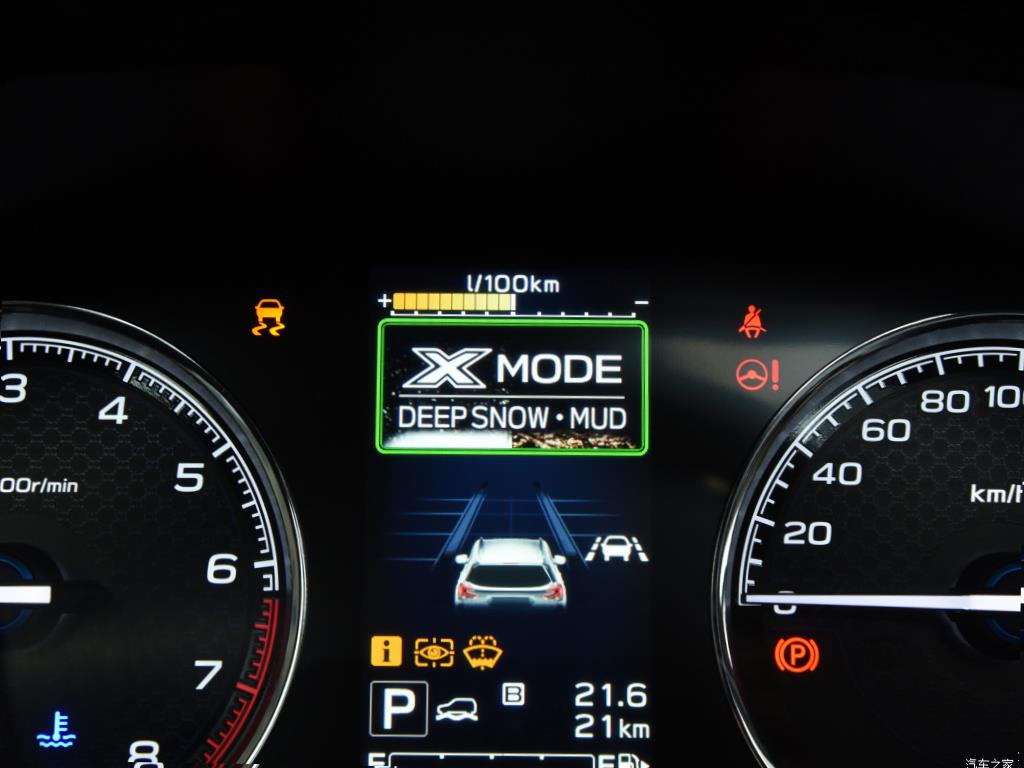 l/100km
+ −
X MODE
DEEP SNOW • MUD
3
4
5
00r/min
6
7
8
100
80
60
40
km/h
20
0
i
P
B
21.6
21km
(P)
E F
汽车之家